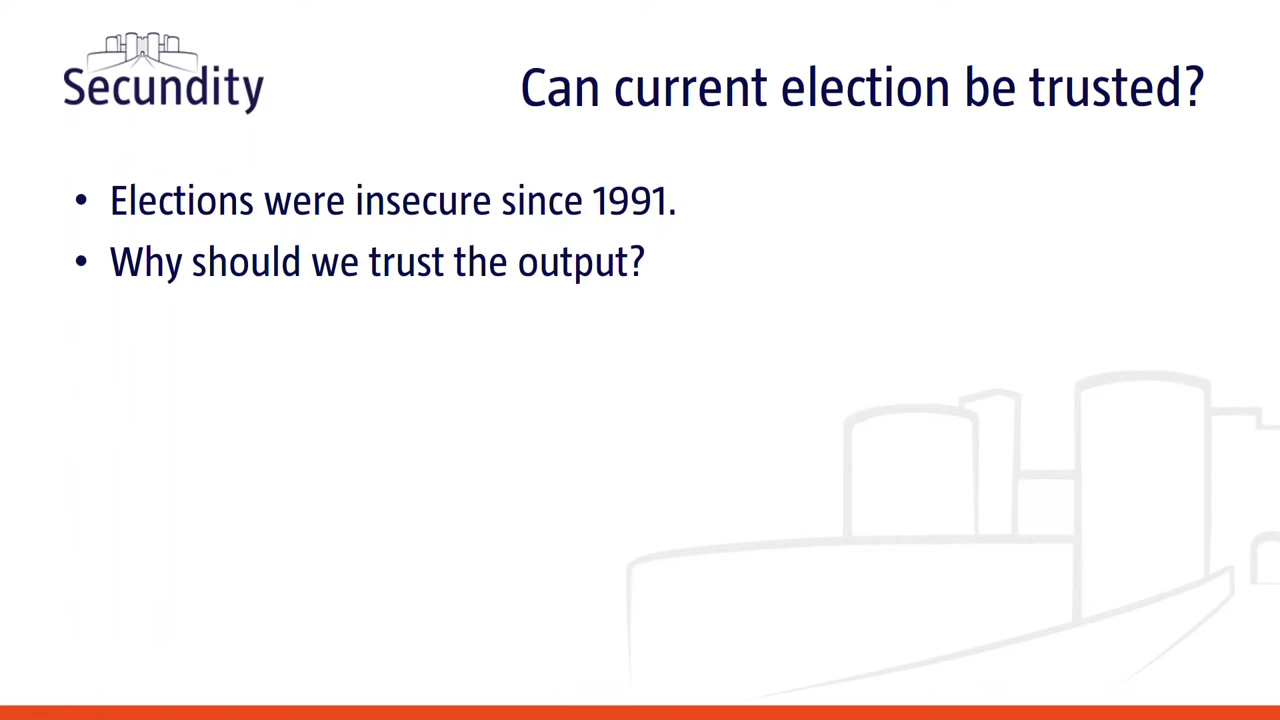 Secundity
Can current election be trusted?
• Elections were insecure since 1991.
• Why should we trust the output?